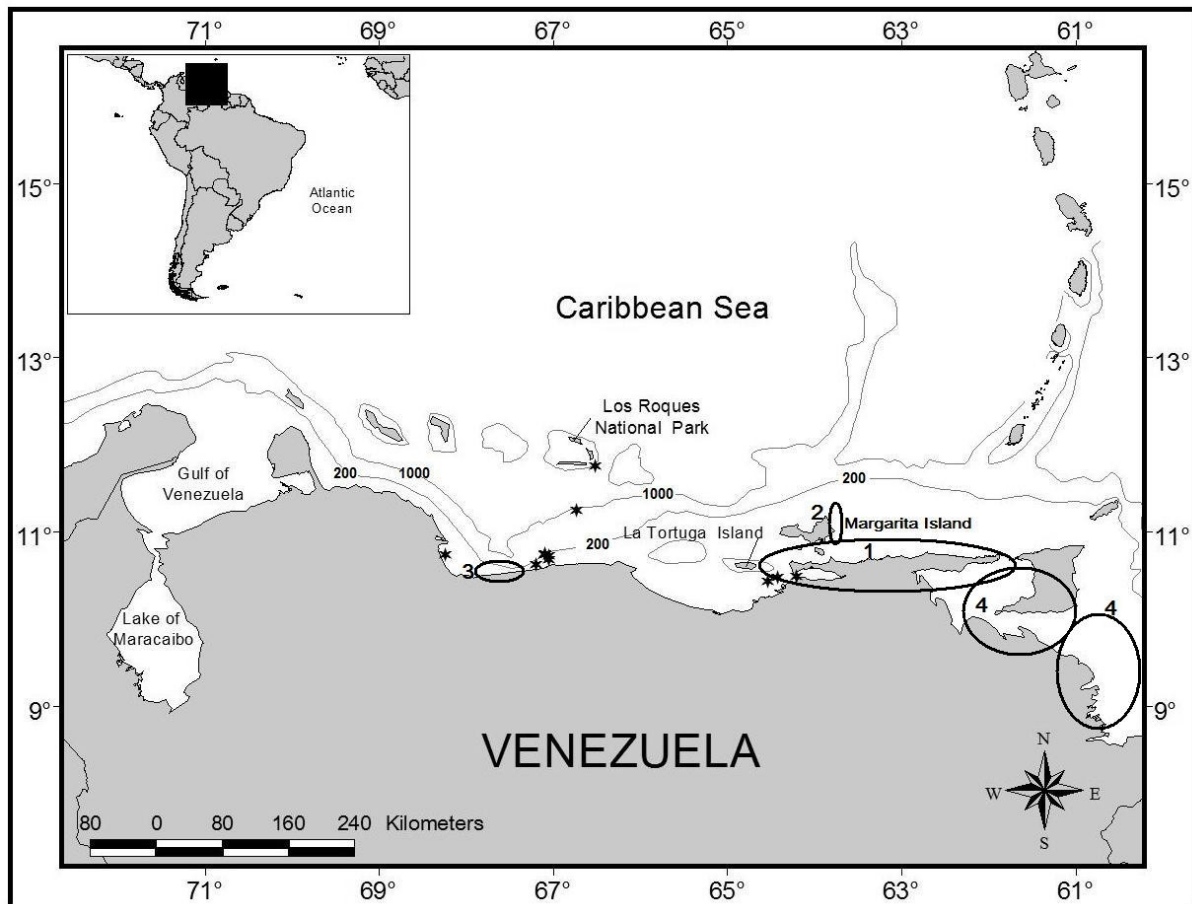 71° 69° 67° 65° 63° 61°
Atlantic
Ocean
15° 15°
Caribbean Sea
13° 13°
Los Roques
National Park
Gulf of
Venezuela
200
1000
1000
200
11° 11°
2
Margarita Island
La Tortuga Island
200
1
3
Lake of
Maracaibo
4
4
9° 9°
VENEZUELA
N
W E
S
80 0 80 160 240 Kilometers
71° 69° 67° 65° 63° 61°